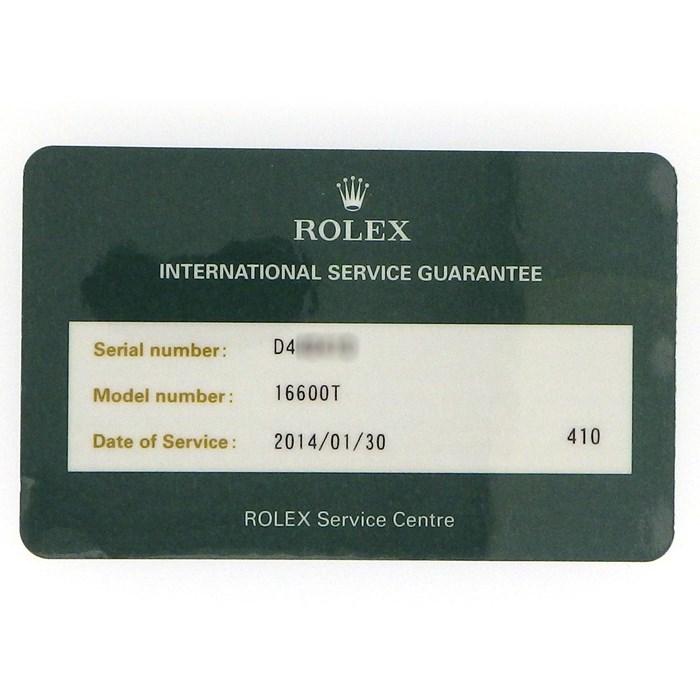 ROLEX
INTERNATIONAL SERVICE GUARANTEE
Serial number: D4
Model number: 16600T
Date of Service: 2014/01/30 410
ROLEX Service Centre